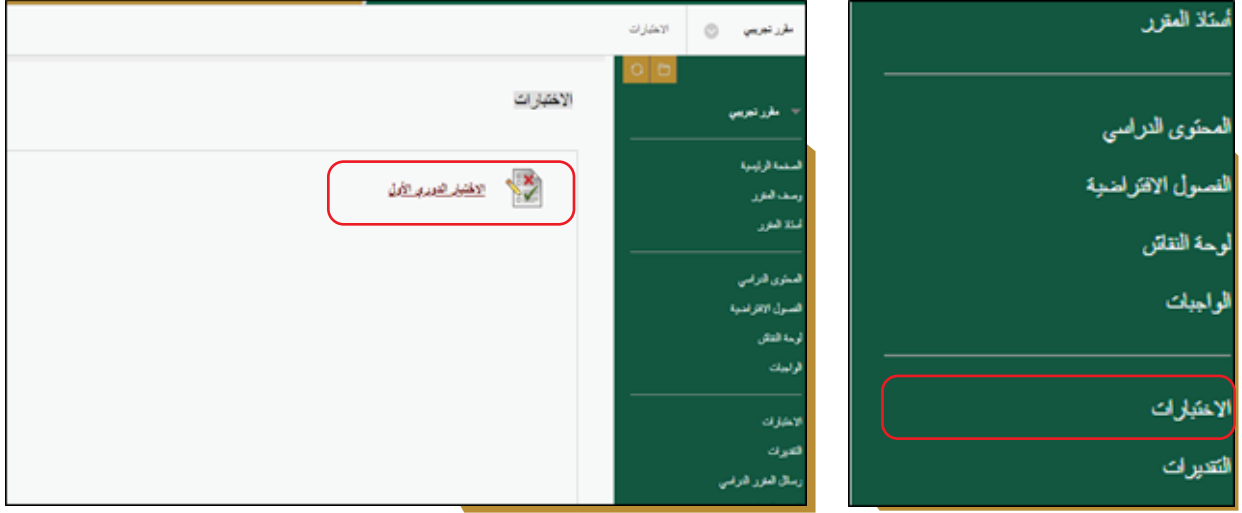 أستاذ المقرر
المحتوى الدراسي
الفصول الافتراضية
لوحة النقاش
الواجبات
الاختبارات
التقديرات
مقرر تجريبي
الاختبارات
مقرر تجريبي
الصفحة الرئيسية
وصف المقرر
أستاذ المقرر
المحتوى الدراسي
الفصول الافتراضية
لوحة النقاش
الواجبات
الاختبارات
التقديرات
رسائل المقرر الدراسي
الاختبارات
الاختبار الدوري الأول